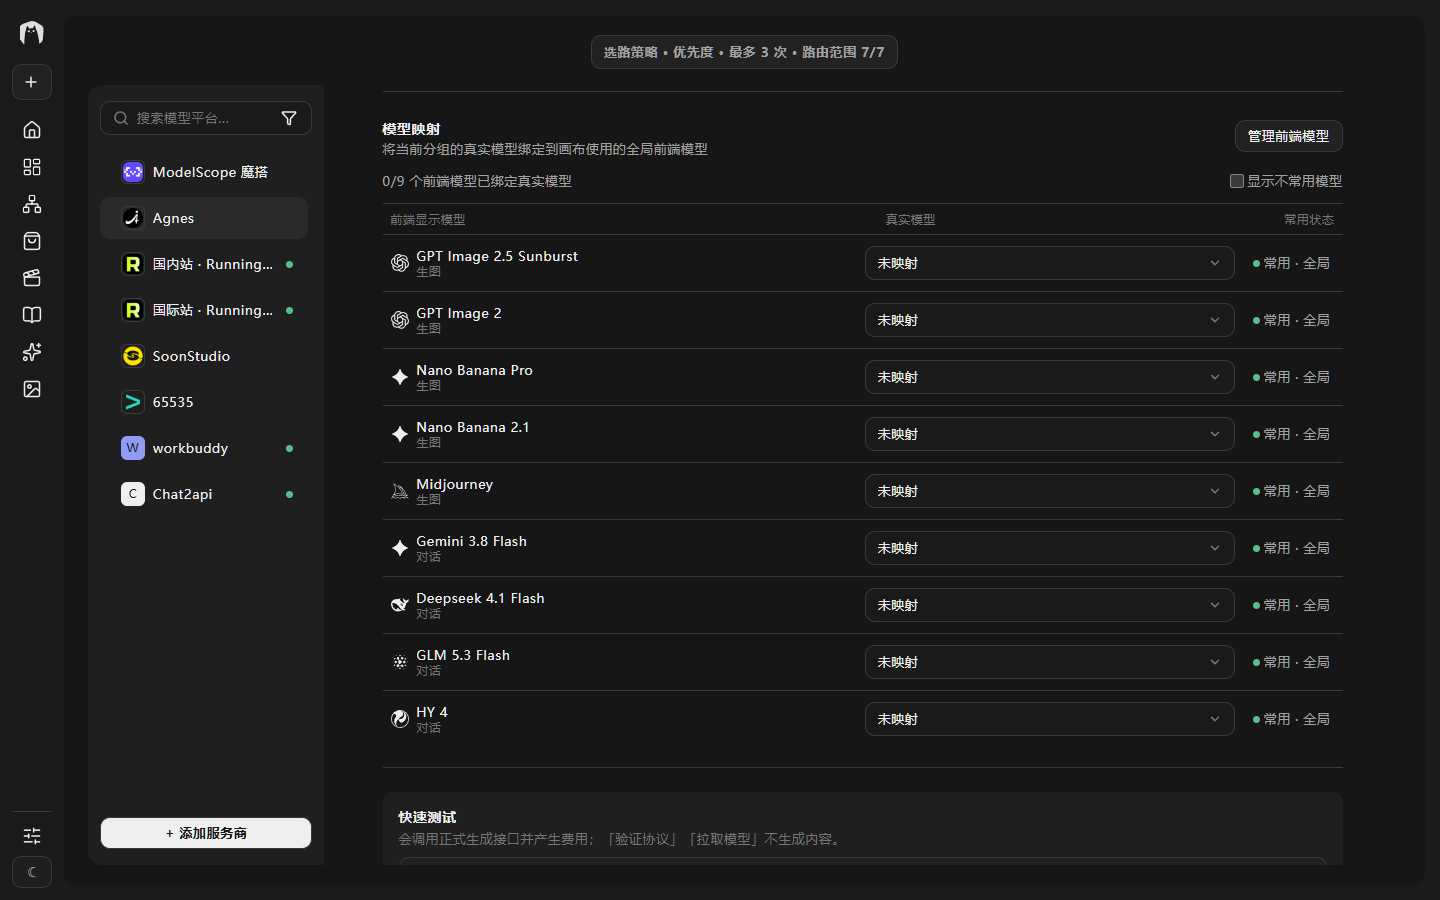 选路策略 • 优先度 • 最多 3 次 • 路由范围 7/7
搜索模型平台...
ModelScope 魔搭
Agnes
国内站 · Running...
国际站 · Running...
SoonStudio
65535
W workbuddy
C Chat2api
+ 添加服务商
模型映射
将当前分组的真实模型绑定到画布使用的全局前端模型
管理前端模型
0/9 个前端模型已绑定真实模型
显示不常用模型
前端显示模型 真实模型 常用状态
GPT Image 2.5 Sunburst
生图
未映射
常用 · 全局
GPT Image 2
生图
未映射
常用 · 全局
Nano Banana Pro
生图
未映射
常用 · 全局
Nano Banana 2.1
生图
未映射
常用 · 全局
Midjourney
生图
未映射
常用 · 全局
Gemini 3.8 Flash
对话
未映射
常用 · 全局
Deepseek 4.1 Flash
对话
未映射
常用 · 全局
GLM 5.3 Flash
对话
未映射
常用 · 全局
HY 4
对话
未映射
常用 · 全局
快速测试
会调用正式生成接口并产生费用；「验证协议」「拉取模型」不生成内容。